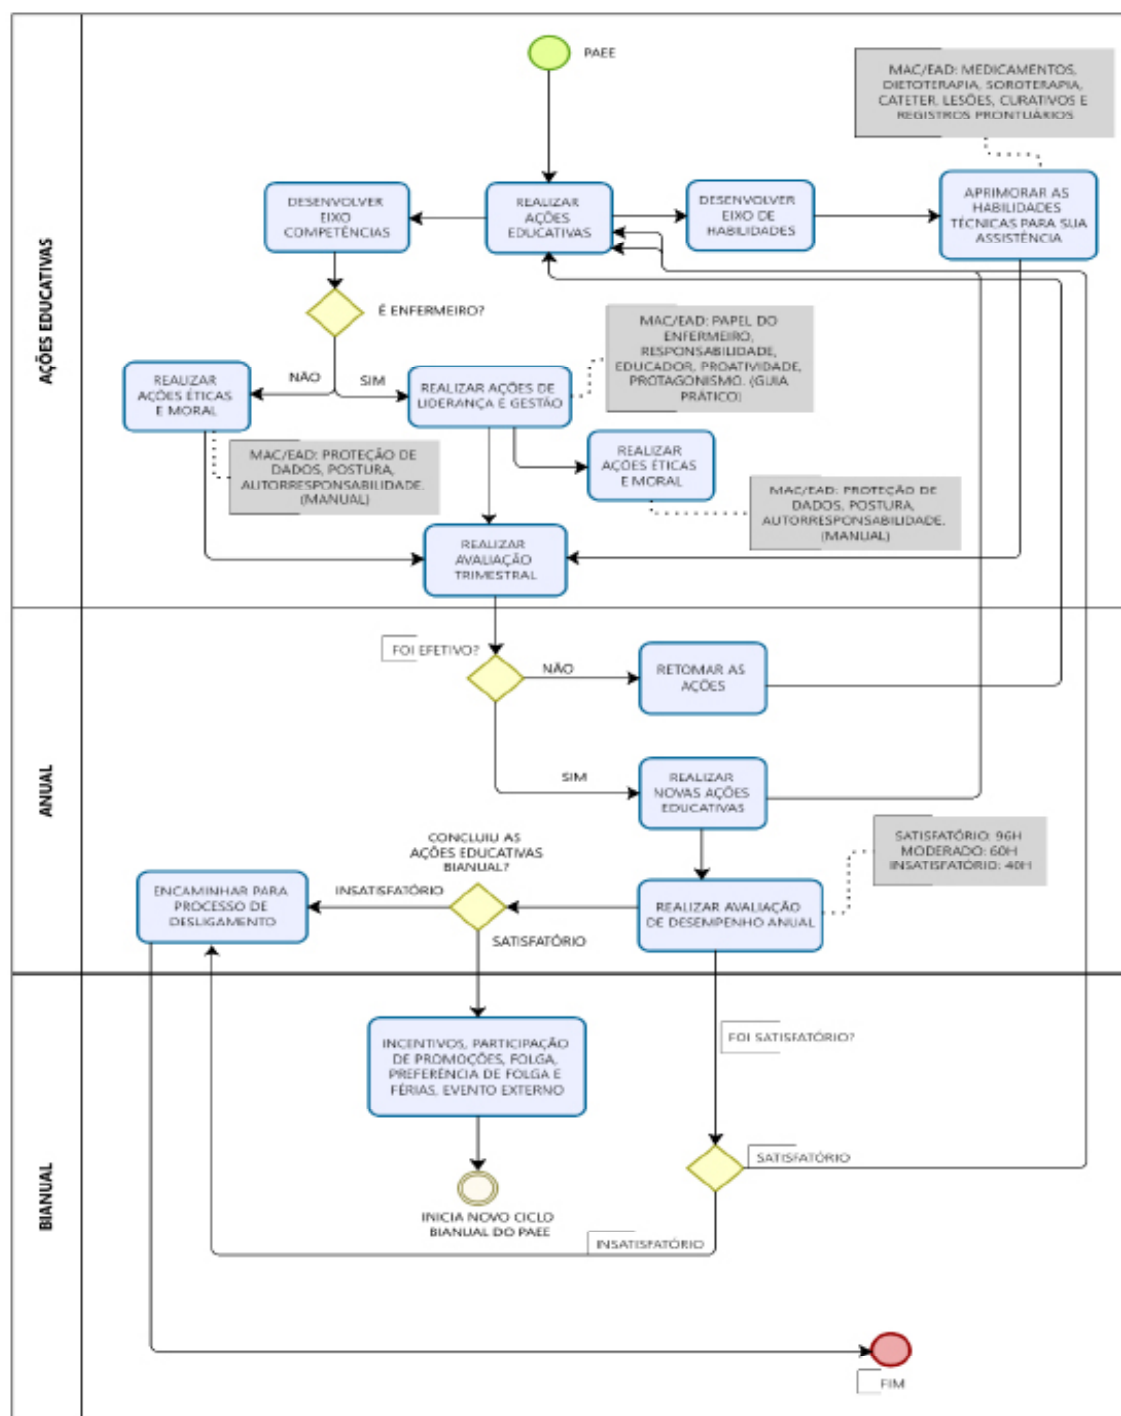 AÇÕES EDUCATIVAS
PAEE
MAC/EAD: MEDICAMENTOS,
DIETOTERAPIA, SOROTERAPIA,
CATETER, LESÕES, CURATIVOS E
REGISTROS PRONTUÁRIOS
DESENVOLVER
EIXO
COMPETÊNCIAS
REALIZAR
AÇÕES
EDUCATIVAS
DESENVOLVER
EIXO DE
HABILIDADES
APRIMORAR AS
HABILIDADES
TÉCNICAS PARA SUA
ASSISTÊNCIA
É ENFERMEIRO?
MAC/EAD: PAPEL DO
ENFERMEIRO,
RESPONSABILIDADE,
EDUCADOR, PROATIVIDADE,
PROTAGONISMO. (GUIA
PRÁTICO)
REALIZAR
AÇÕES ÉTICAS
E MORAL
NÃO
SIM
REALIZAR AÇÕES DE
LIDERANÇA E GESTÃO
MAC/EAD: PROTEÇÃO DE
DADOS, POSTURA,
AUTORRESPONSABILIDADE.
(MANUAL)
REALIZAR
AÇÕES ÉTICAS
E MORAL
MAC/EAD: PROTEÇÃO DE
DADOS, POSTURA,
AUTORRESPONSABILIDADE.
(MANUAL)
REALIZAR
AVALIAÇÃO
TRIMESTRAL
ANUAL
FOI EFETIVO?
NÃO
RETOMAR AS
AÇÕES
SIM
REALIZAR
NOVAS AÇÕES
EDUCATIVAS
CONCLUIU AS
AÇÕES EDUCATIVAS
BIANUAL?
SATISFATÓRIO: 96H
MODERADO: 60H
INSATISFATÓRIO: 40H
ENCAMINHAR PARA
PROCESSO DE
DESLIGAMENTO
INSATISFATÓRIO
REALIZAR AVALIAÇÃO
DE DESEMPENHO ANUAL
SATISFATÓRIO
BIANUAL
INCENTIVOS, PARTICIPAÇÃO
DE PROMOÇÕES, FOLGA,
PREFERÊNCIA DE FOLGA E
FÉRIAS, EVENTO EXTERNO
FOI SATISFATÓRIO?
SATISFATÓRIO
INICIA NOVO CICLO
BIANUAL DO PAEE
INSATISFATÓRIO
FIM